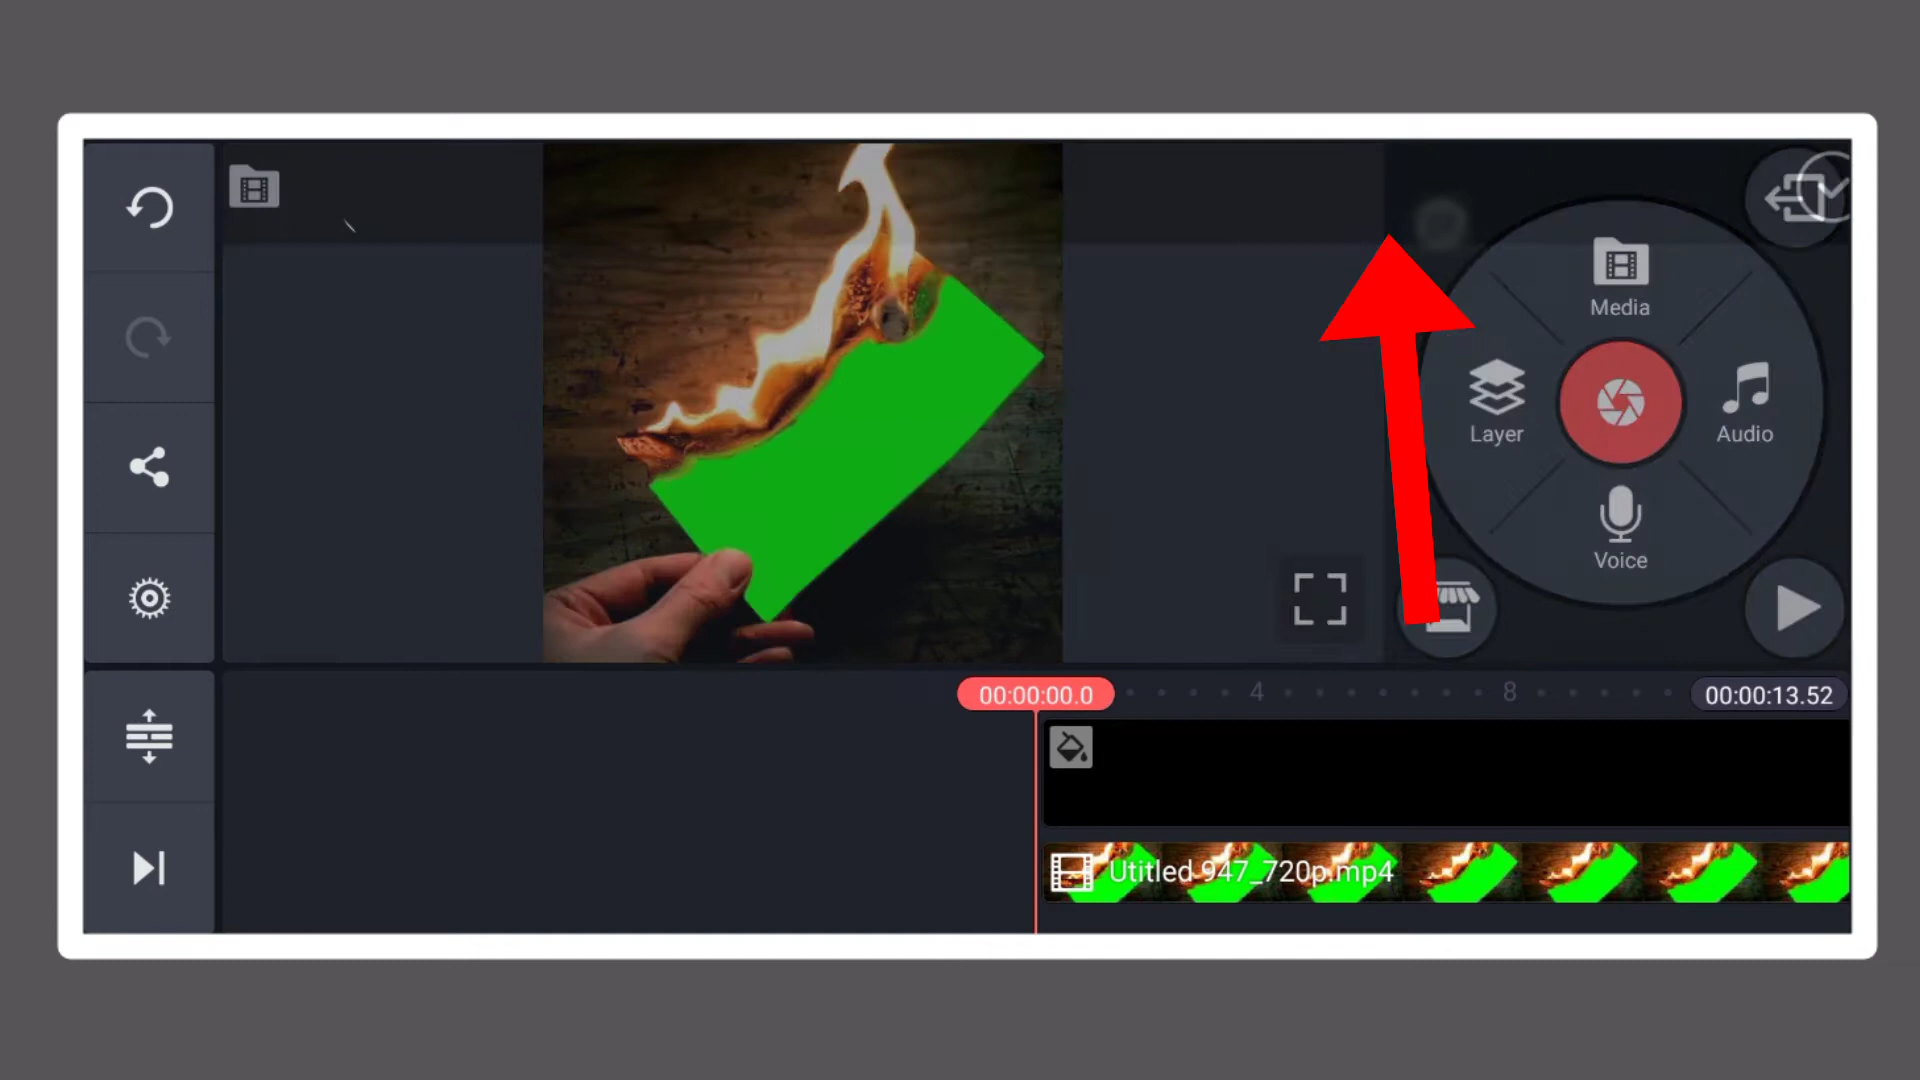 Media
Layer
Audio
Voice
00:00:00.0
4
8
00:00:13.52
Utitled 947_720p.mp4